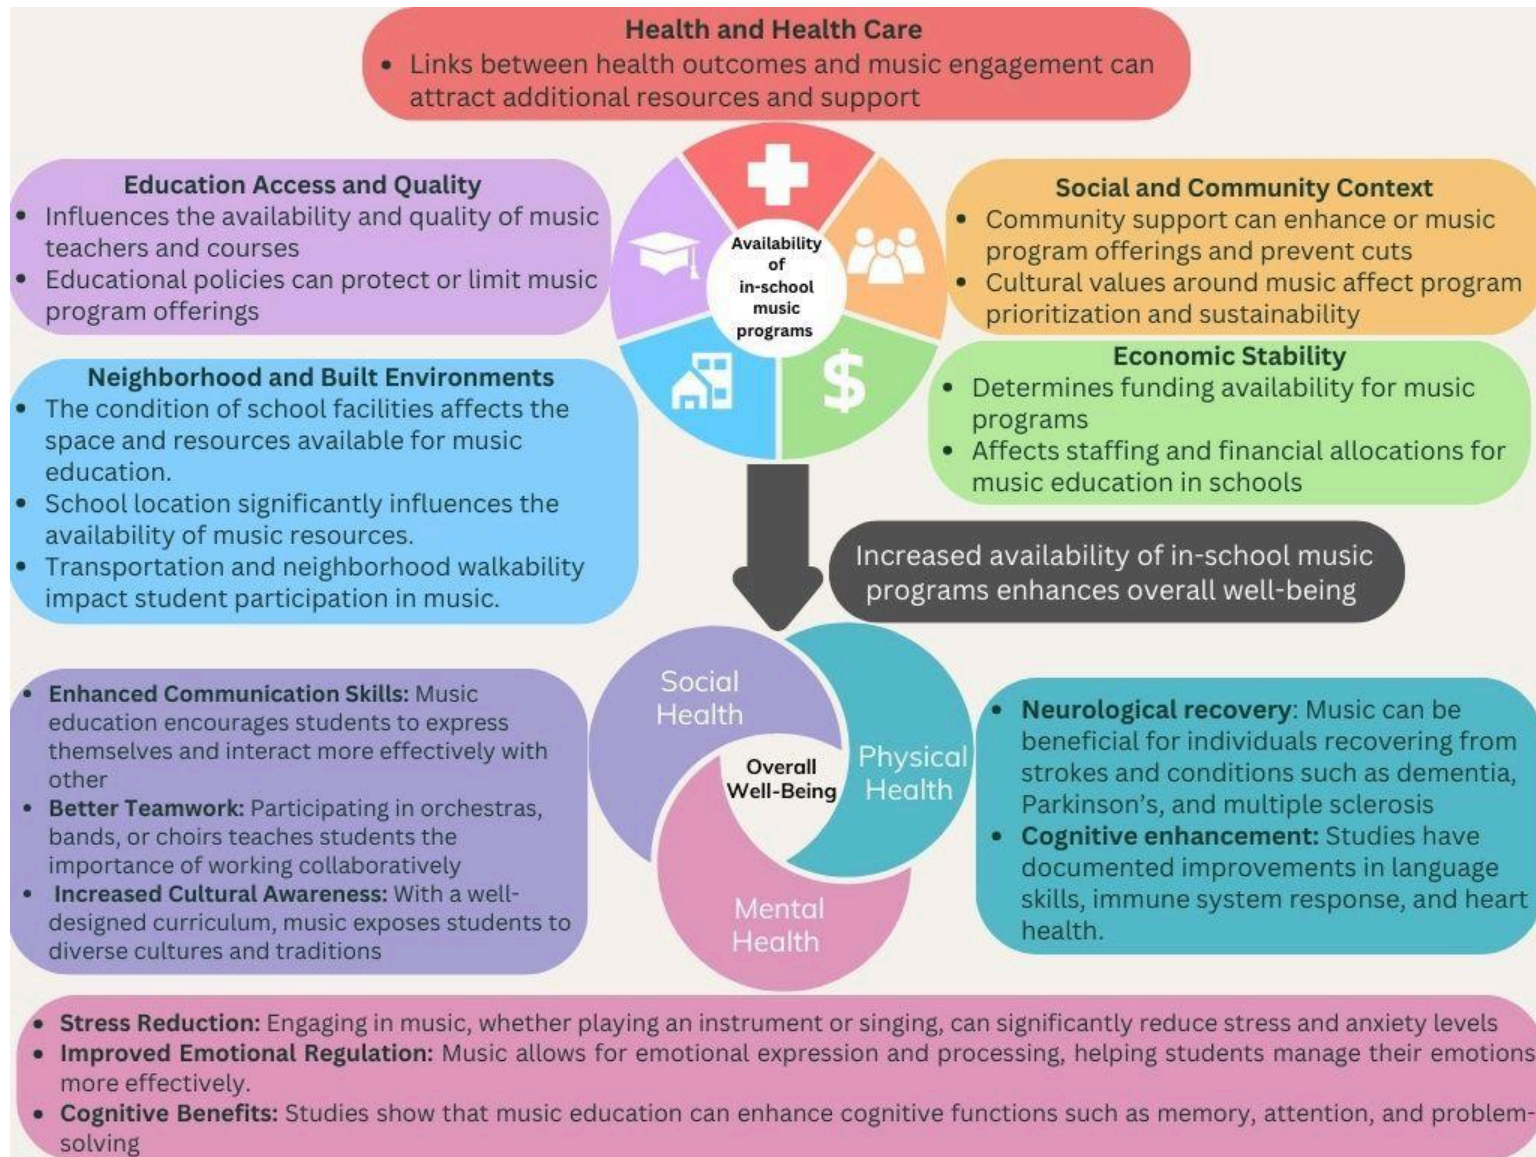 Health and Health Care
• Links between health outcomes and music engagement can
attract additional resources and support
Education Access and Quality
• Influences the availability and quality of music
teachers and courses
• Educational policies can protect or limit music
program offerings
Availability
of
in-school
music
programs
Social and Community Context
• Community support can enhance or music
program offerings and prevent cuts
• Cultural values around music affect program
prioritization and sustainability
Neighborhood and Built Environments
• The condition of school facilities affects the
space and resources available for music
education.
• School location significantly influences the
availability of music resources.
• Transportation and neighborhood walkability
impact student participation in music.
$
Economic Stability
• Determines funding availability for music
programs
• Affects staffing and financial allocations for
music education in schools
Increased availability of in-school music
programs enhances overall well-being
• Enhanced Communication Skills: Music
education encourages students to express
themselves and interact more effectively with
other
• Better Teamwork: Participating in orchestras,
bands, or choirs teaches students the
importance of working collaboratively
• Increased Cultural Awareness: With a well-
designed curriculum, music exposes students to
diverse cultures and traditions
Social
Health
Physical
Health
Overall
Well-Being
Mental
Health
• Neurological recovery: Music can be
beneficial for individuals recovering from
strokes and conditions such as dementia,
Parkinson’s, and multiple sclerosis
• Cognitive enhancement: Studies have
documented improvements in language
skills, immune system response, and heart
health.
• Stress Reduction: Engaging in music, whether playing an instrument or singing, can significantly reduce stress and anxiety levels
• Improved Emotional Regulation: Music allows for emotional expression and processing, helping students manage their emotions
more effectively.
• Cognitive Benefits: Studies show that music education can enhance cognitive functions such as memory, attention, and problem-
solving